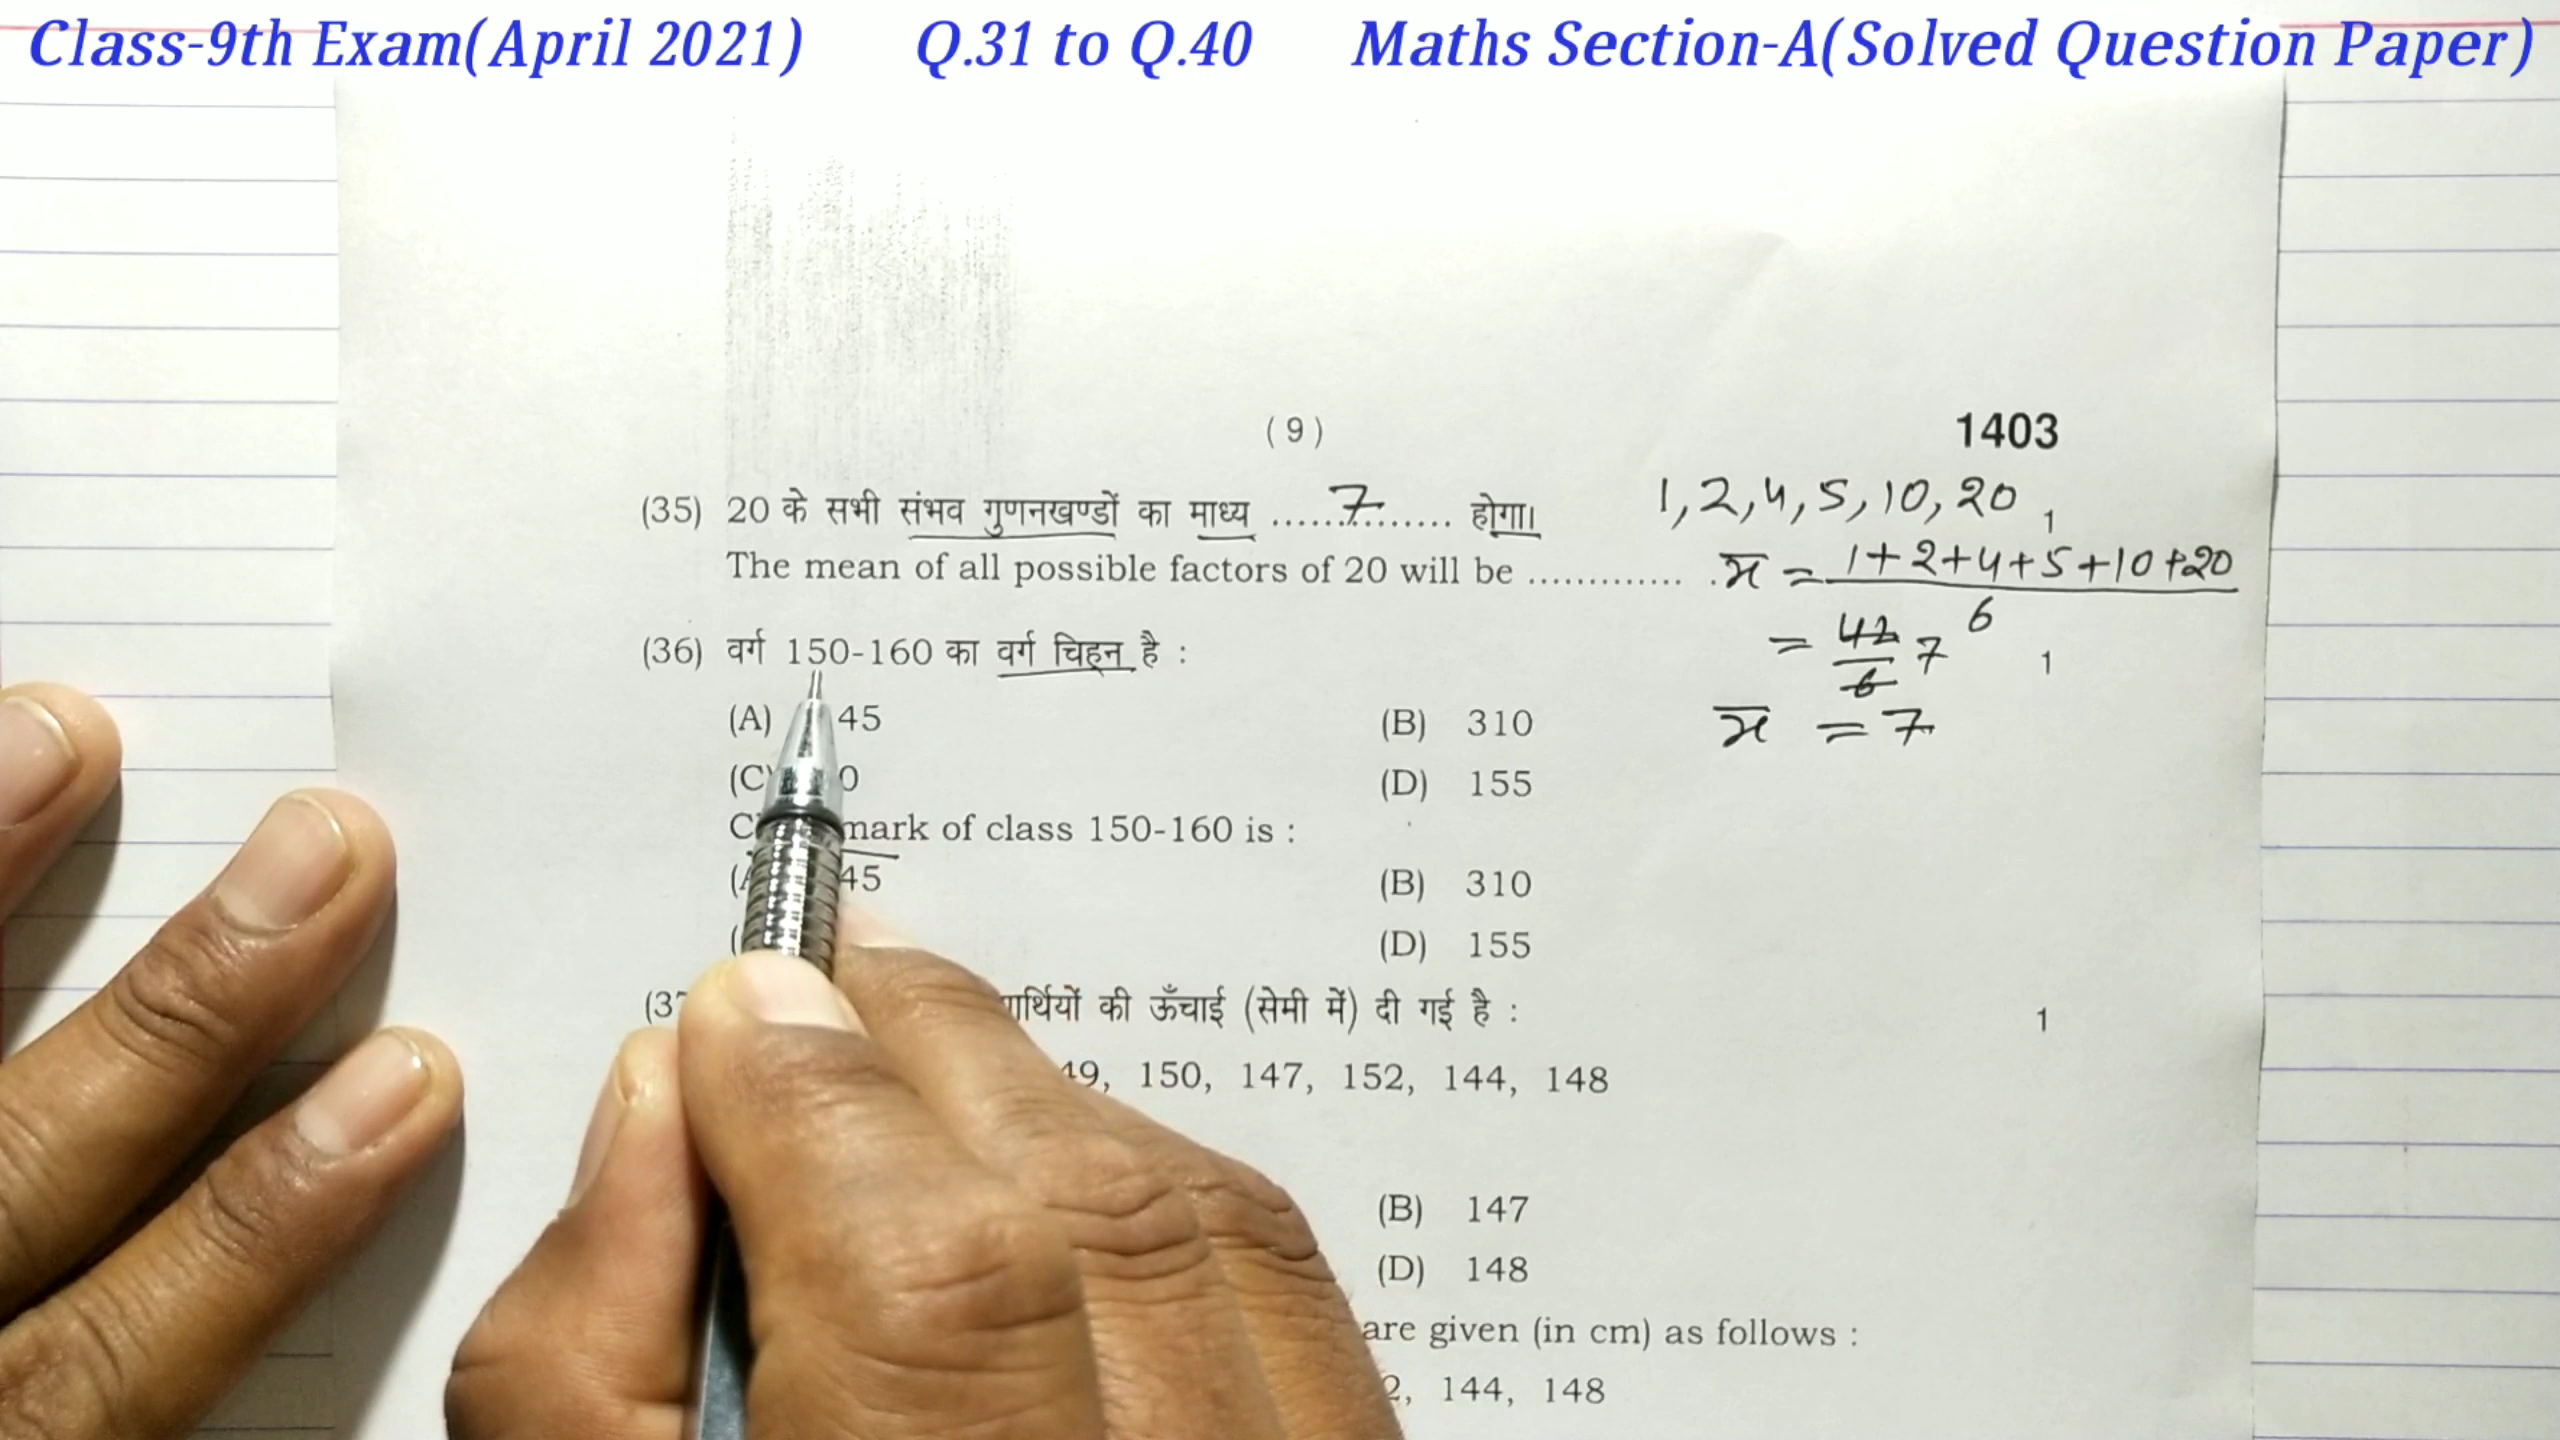 Class-9th Exam(April 2021) Q.31 to Q.40 Maths Section-A(Solved Question Paper)
( 9 ) 1403
(35) 20 के सभी संभव गुणनखण्डों का माध्य ......7........ होगा। 1
1, 2, 4, 5, 10, 20
The mean of all possible factors of 20 will be .............
x̄ = 1+2+4+5+10+20 / 6
(36) वर्ग 150-160 का वर्ग चिह्न है : 1
= 42/6 7
x̄ = 7
(A) 45 (B) 310
(C) 0 (D) 155
mark of class 150-160 is :
45 (B) 310
(D) 155
की ऊँचाई (सेमी में) दी गई है : 1
150, 147, 152, 144, 148
(B) 147
(D) 148
are given (in cm) as follows :
144, 148